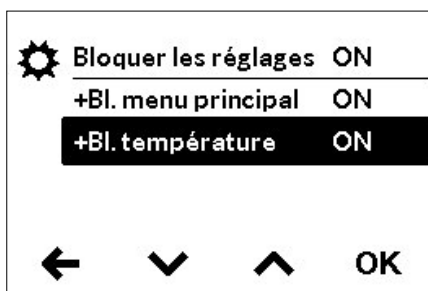 Bloquer les réglages ON
+Bl. menu principal ON
+Bl. température ON
OK